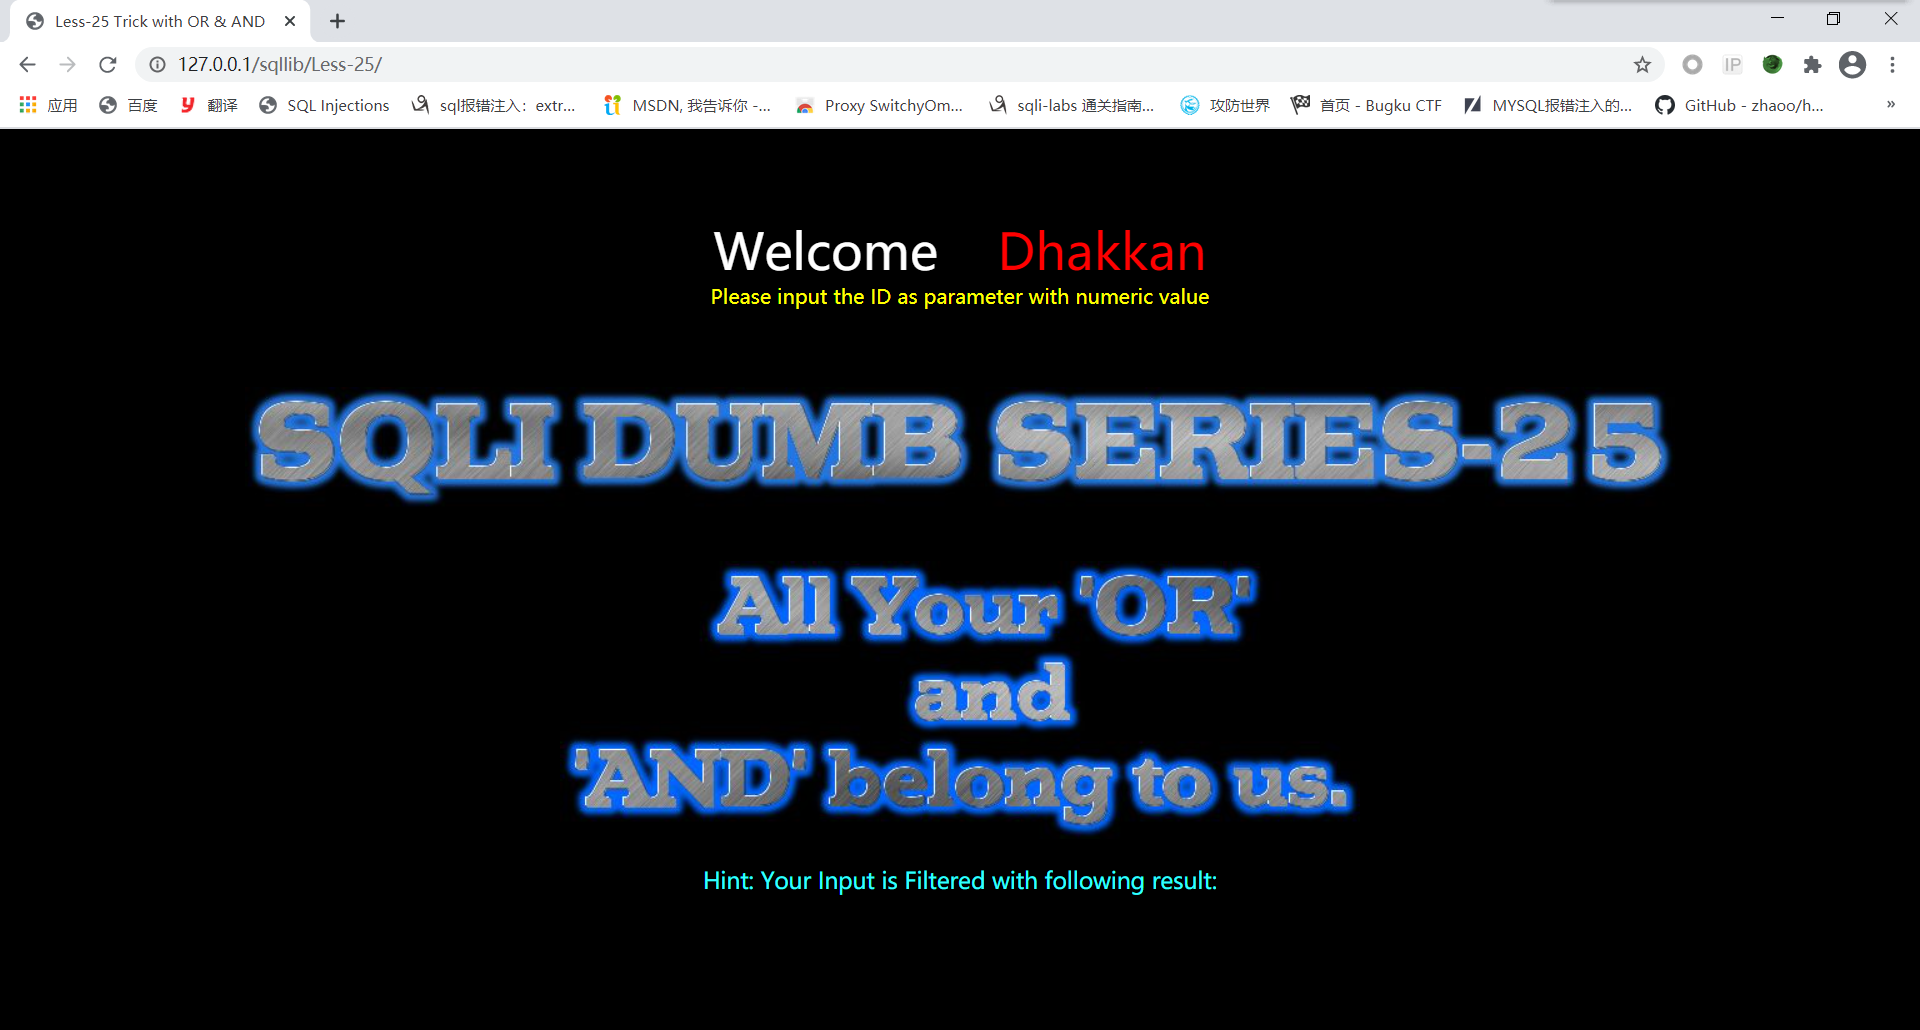 Less-25 Trick with OR & AND
127.0.0.1/sqllib/Less-25/
IP
应用 百度 翻译 SQL Injections sql报错注入：extr... MSDN, 我告诉你 -... Proxy SwitchyOm... sqli-labs 通关指南... 攻防世界 首页 - Bugku CTF MYSQL报错注入的... GitHub - zhaoo/h... »
Welcome Dhakkan
Please input the ID as parameter with numeric value
SQLI DUMB SERIES-25
All Your 'OR'
and
'AND' belong to us.
Hint: Your Input is Filtered with following result: